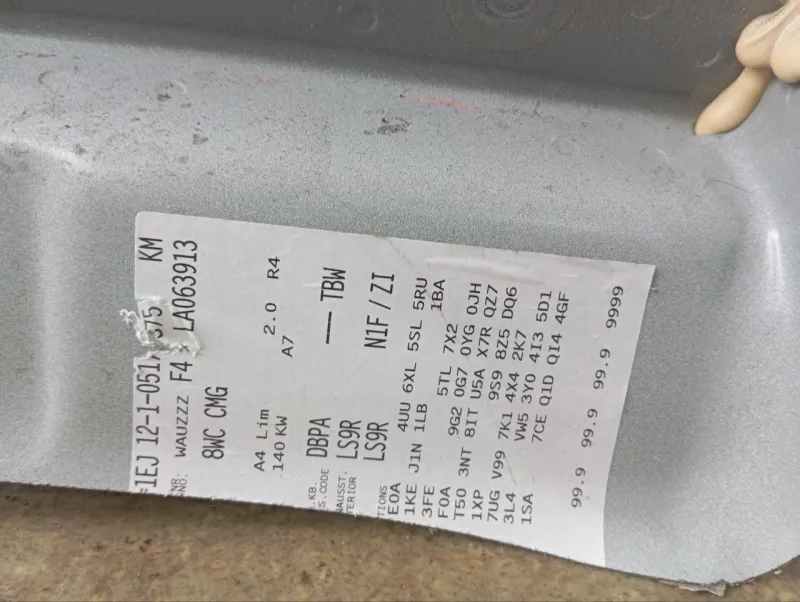 1EJ 12-1-051 375 KM
NR: WAUZZZ F4 LA063913
8WC CMG
A4 Lim 2.0 R4
140 KW A7
.KB. DBPA — TBW
S.CODE LS9R
AUSST. LS9R N1F / ZI
TERIOR
TIONS
E0A 4UU 6XL 5SL 5RU
1KE J1N 1LB 1BA
3FE
F0A 5TL 7X2
T50 3NT 9G2 0G7 0YG 0JH
1XP 8IT U5A X7R QZ7
7UG V99 7K1 9S9 8Z5 DQ6
3L4 VW5 4X4 2K7
1SA 3Y0 4I3 5D1
7CE Q1D QI4 4GF
99.9 99.9 99.9 9999